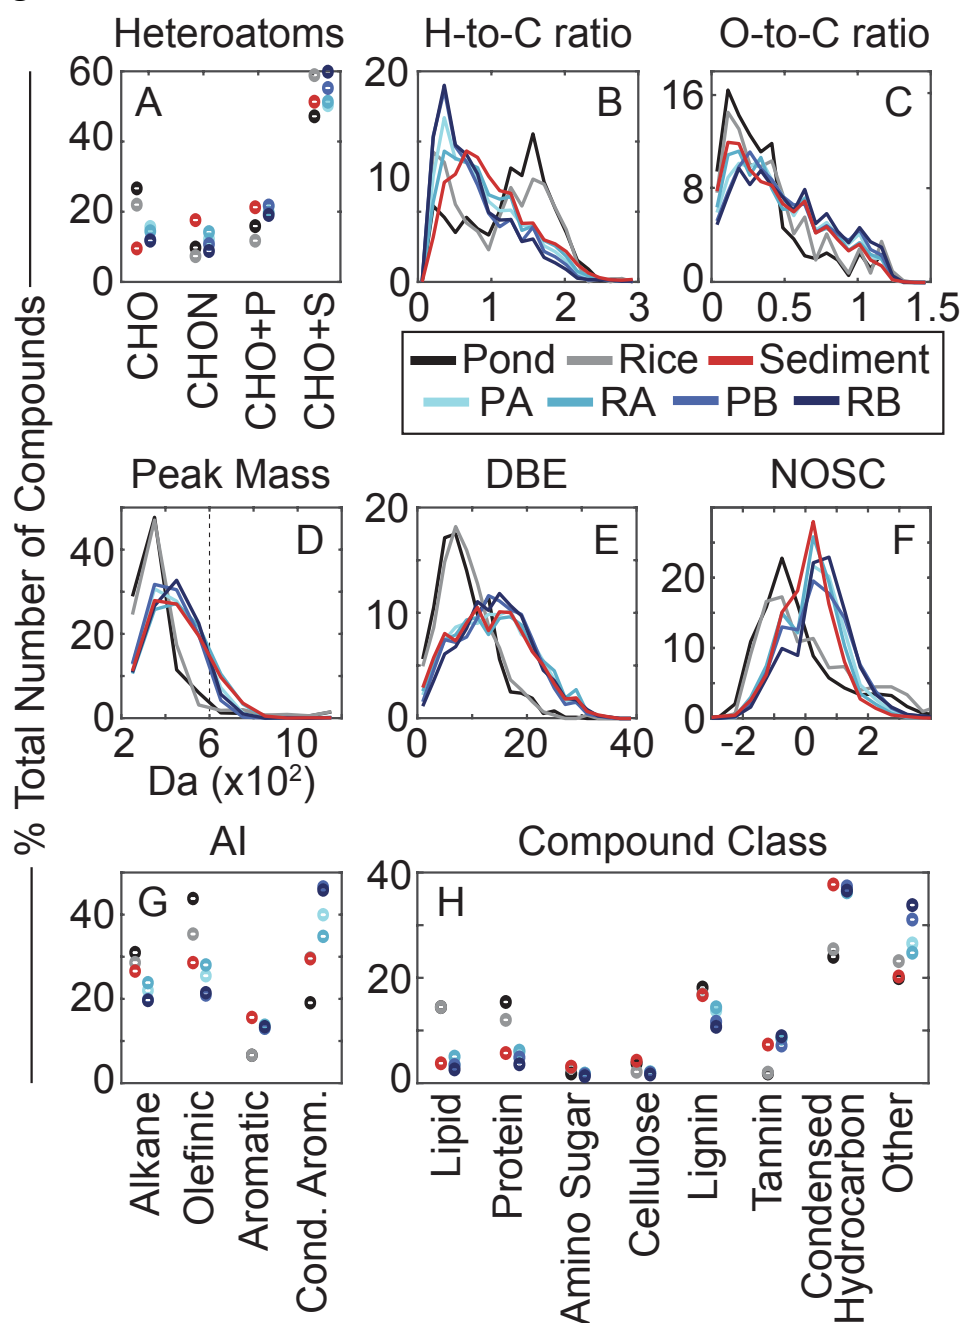 Heteroatoms
H-to-C ratio
O-to-C ratio
% Total Number of Compounds
60
40
20
0
A
CHO
CHON
CHO+P
CHO+S
20
10
0
B
0 1 2 3
16
8
0
C
0 0.5 1 1.5
Pond Rice Sediment
PA RA PB RB
Peak Mass
DBE
NOSC
40
20
0
D
2 6 10
Da (x10²)
20
10
0
E
0 20 40
20
10
0
F
-2 0 2
AI
Compound Class
40
20
0
G
Alkane
Olefinic
Aromatic
Cond. Arom.
40
20
0
H
Lipid
Protein
Amino Sugar
Cellulose
Lignin
Tannin
Condensed
Hydrocarbon
Other